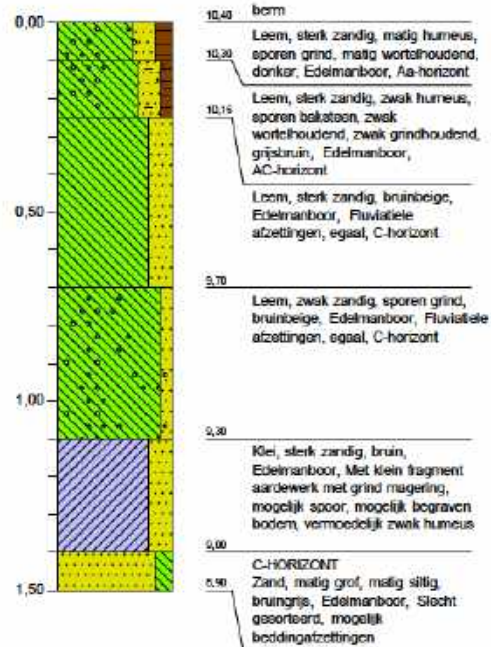 0,00
10,40
berm
Leem, sterk zandig, matig humeus,
sporen grind, matig wortelhoudend,
donker, Edelmanboor, Aa-horizont
10,30
Leem, sterk zandig, zwak humeus,
sporen baksteen, zwak
wortelhoudend, zwak grindhoudend,
grijsbruin, Edelmanboor,
AC-horizont
10,15
Leem, sterk zandig, bruinbeige,
Edelmanboor, Fluviatiele
afzettingen, egaal, C-horizont
0,50
9,70
Leem, zwak zandig, sporen grind,
bruinbeige, Edelmanboor, Fluviatiele
afzettingen, egaal, C-horizont
1,00
9,30
Klei, sterk zandig, bruin,
Edelmanboor, Met klein fragment
aardewerk met grind magering,
mogelijk spoor, mogelijk begraven
bodem, vermoedelijk zwak humeus
9,00
C-HORIZONT
Zand, matig grof, matig siltig,
bruingrijs, Edelmanboor, Slecht
gesorteerd, mogelijk
beddingafzettingen
1,50
8,90